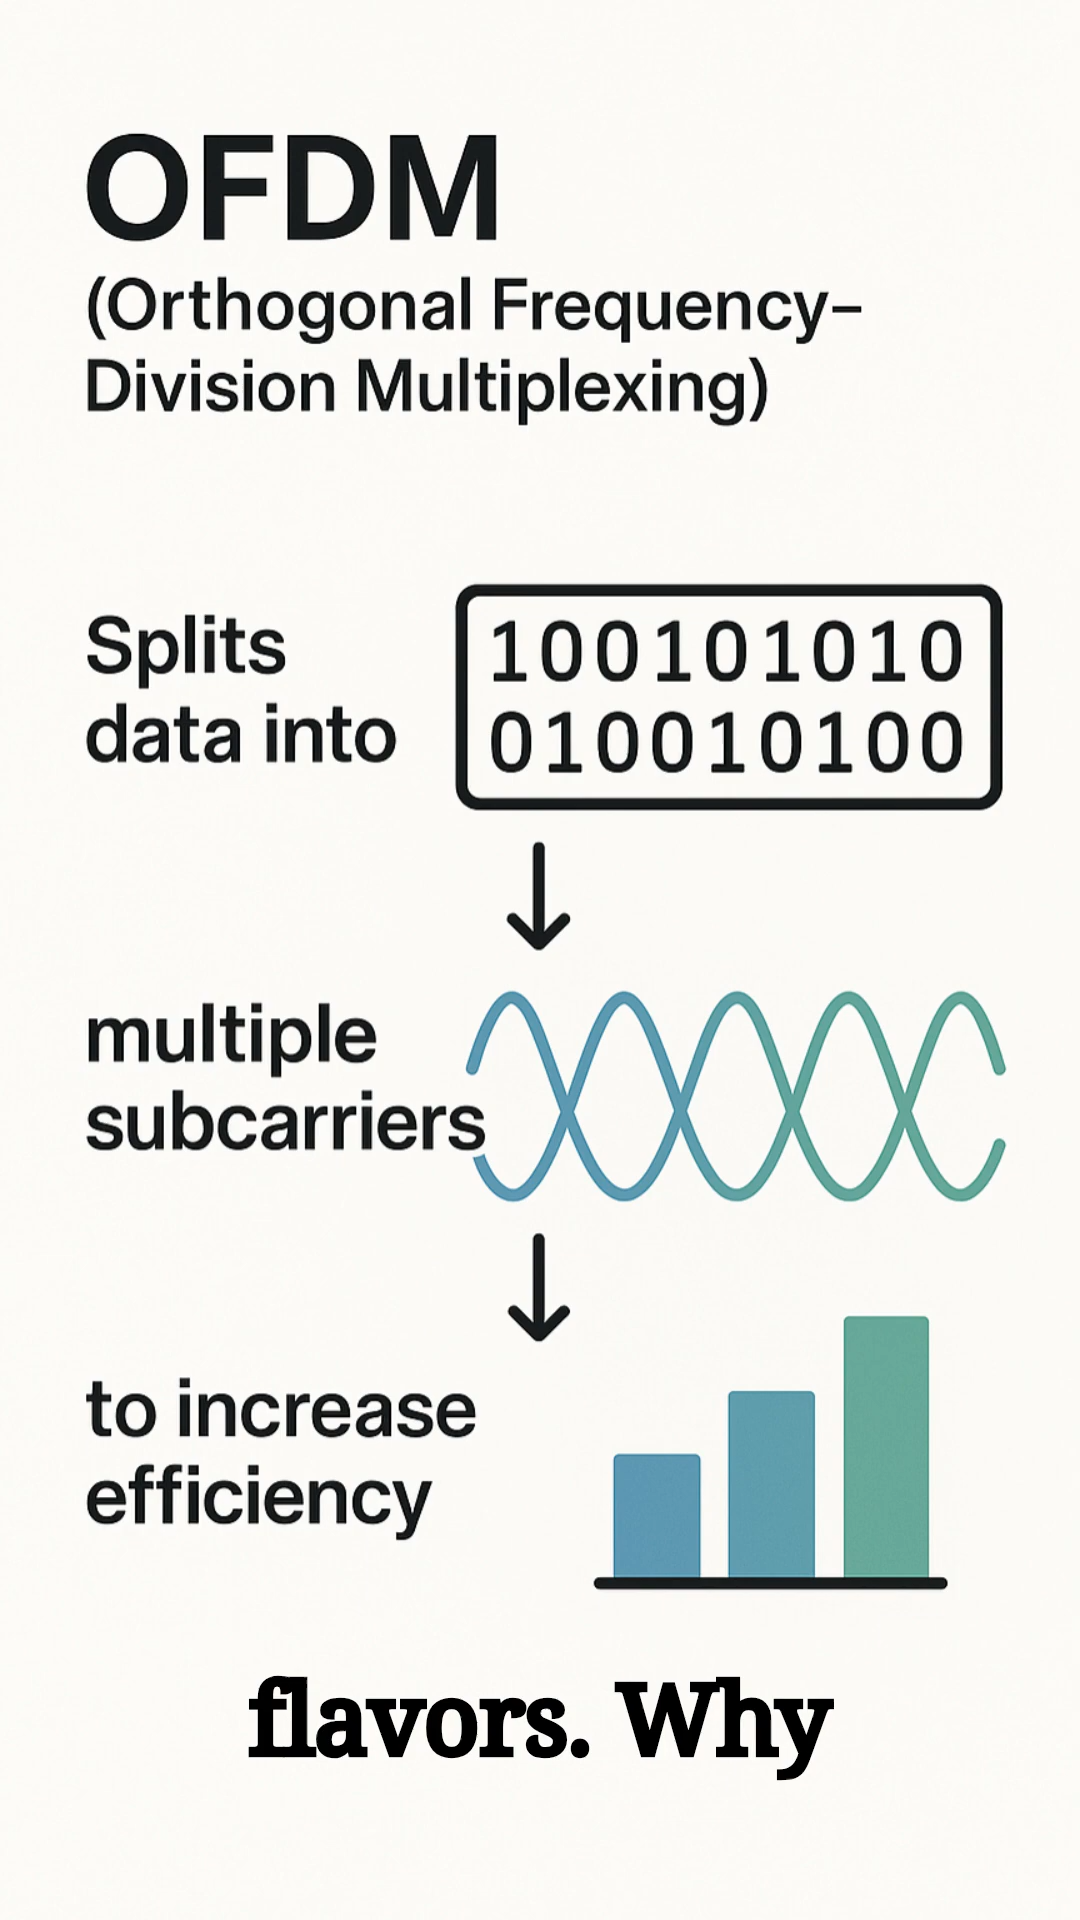 OFDM
(Orthogonal Frequency–
Division Multiplexing)
Splits
data into
100101010
010010100
multiple
subcarriers
to increase
efficiency
flavors. Why